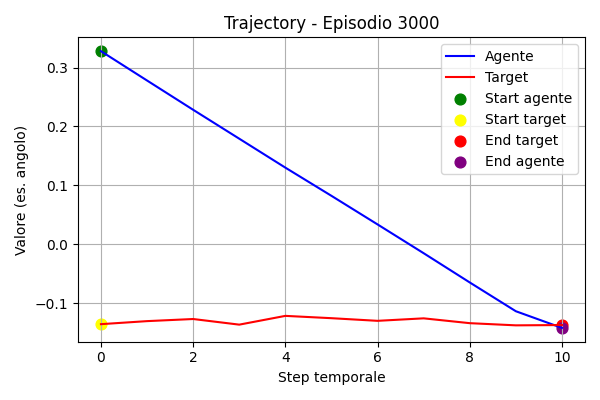 Trajectory - Episodio 3000
Valore (es. angolo)
0.3
0.2
0.1
0.0
−0.1
Agente
Target
Start agente
Start target
End target
End agente
0 2 4 6 8 10
Step temporale